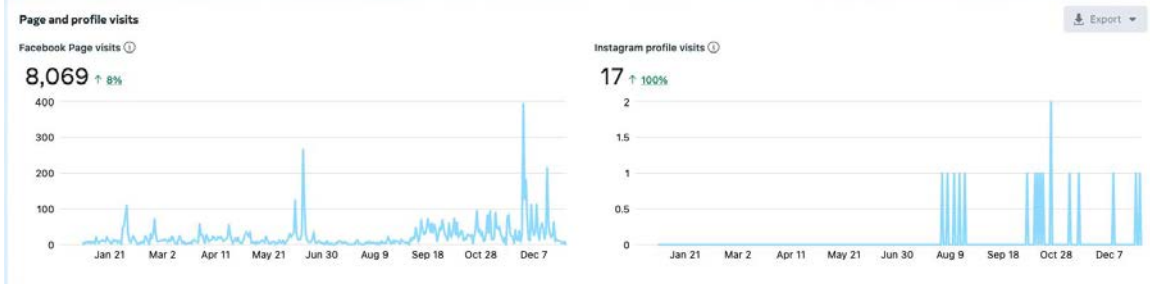 Page and profile visits
Export
Facebook Page visits
8,069 ↑ 8%
400
300
200
100
0
Jan 21 Mar 2 Apr 11 May 21 Jun 30 Aug 9 Sep 18 Oct 28 Dec 7
Instagram profile visits
17 ↑ 100%
2
1.5
1
0.5
0
Jan 21 Mar 2 Apr 11 May 21 Jun 30 Aug 9 Sep 18 Oct 28 Dec 7